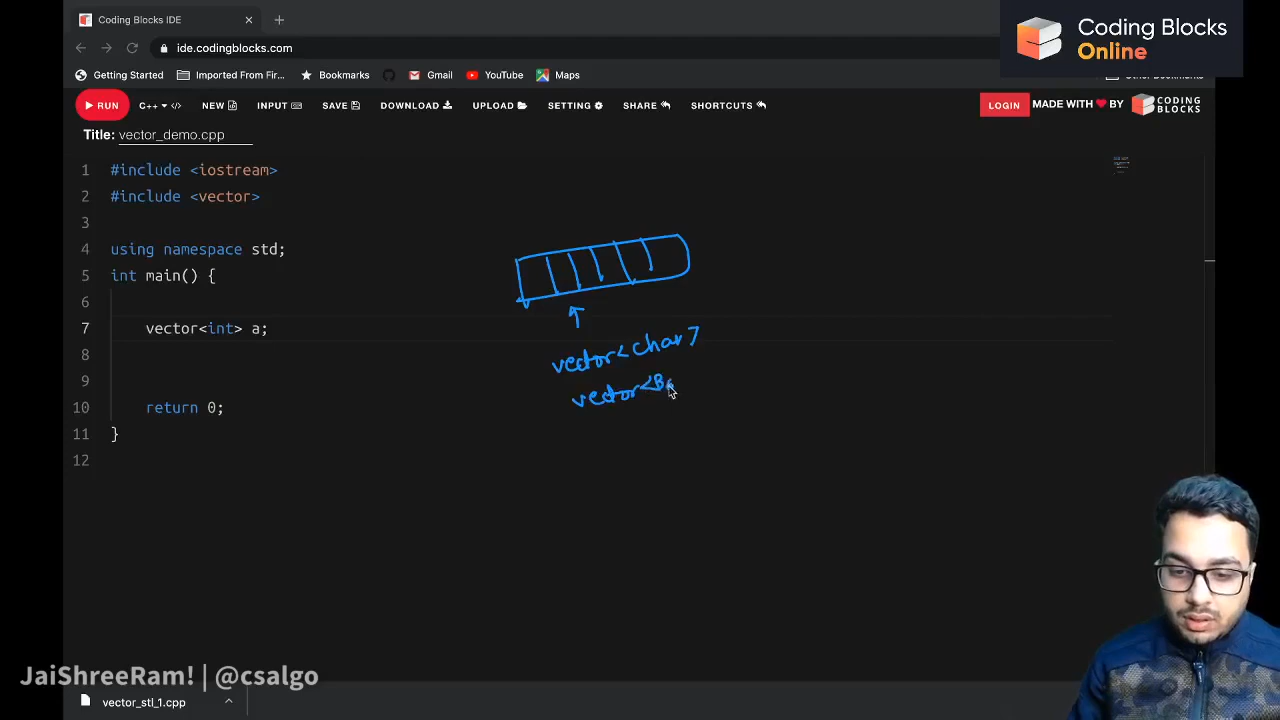 Coding Blocks IDE
ide.codingblocks.com
Coding Blocks
Online
Getting Started
Imported From Fir...
Bookmarks
Gmail
YouTube
Maps
Other Bookmarks
RUN
C++
</>
NEW
INPUT
SAVE
DOWNLOAD
UPLOAD
SETTING
SHARE
SHORTCUTS
LOGIN
MADE WITH ♥ BY
CODING
BLOCKS
Title: vector_demo.cpp
1 #include <iostream>
2 #include <vector>
3
4 using namespace std;
5 int main() {
6
7 vector<int> a;
8
9
10 return 0;
11 }
12
vector<char>
vector<B
JaiShreeRam! | @csalgo
vector_stl_1.cpp